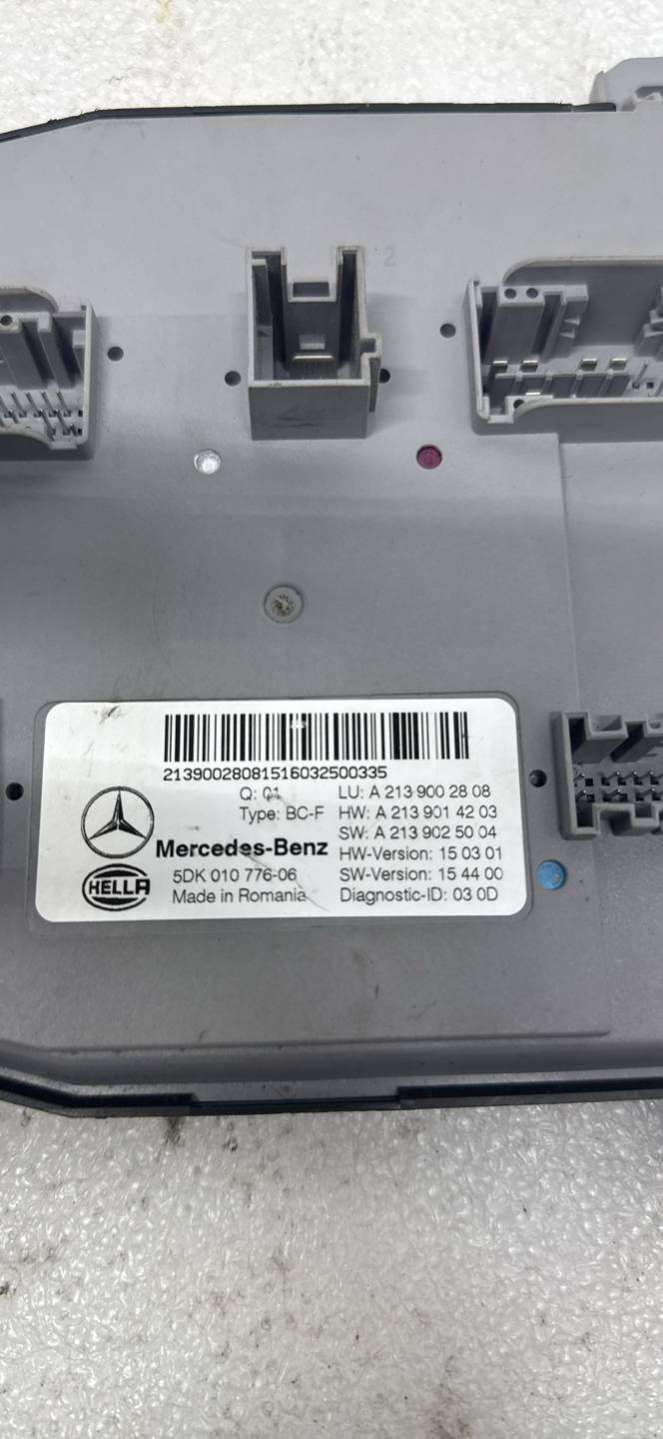 2
21390028081516032500335
Q: 01 LU: A 213 900 28 08
Type: BC-F HW: A 213 901 42 03
SW: A 213 902 50 04
Mercedes-Benz HW-Version: 15 03 01
HELLA 5DK 010 776-06 SW-Version: 15 44 00
Made in Romania Diagnostic-ID: 03 0D